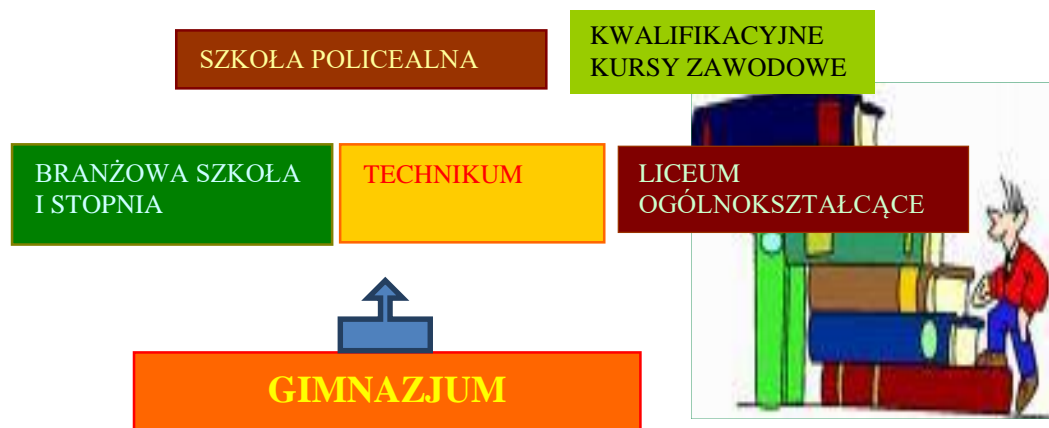 SZKOŁA POLICEALNA
KWALIFIKACYJNE
KURSY ZAWODOWE
BRANŻOWA SZKOŁA
I STOPNIA
TECHNIKUM
LICEUM
OGÓLNOKSZTAŁCĄCE
GIMNAZJUM